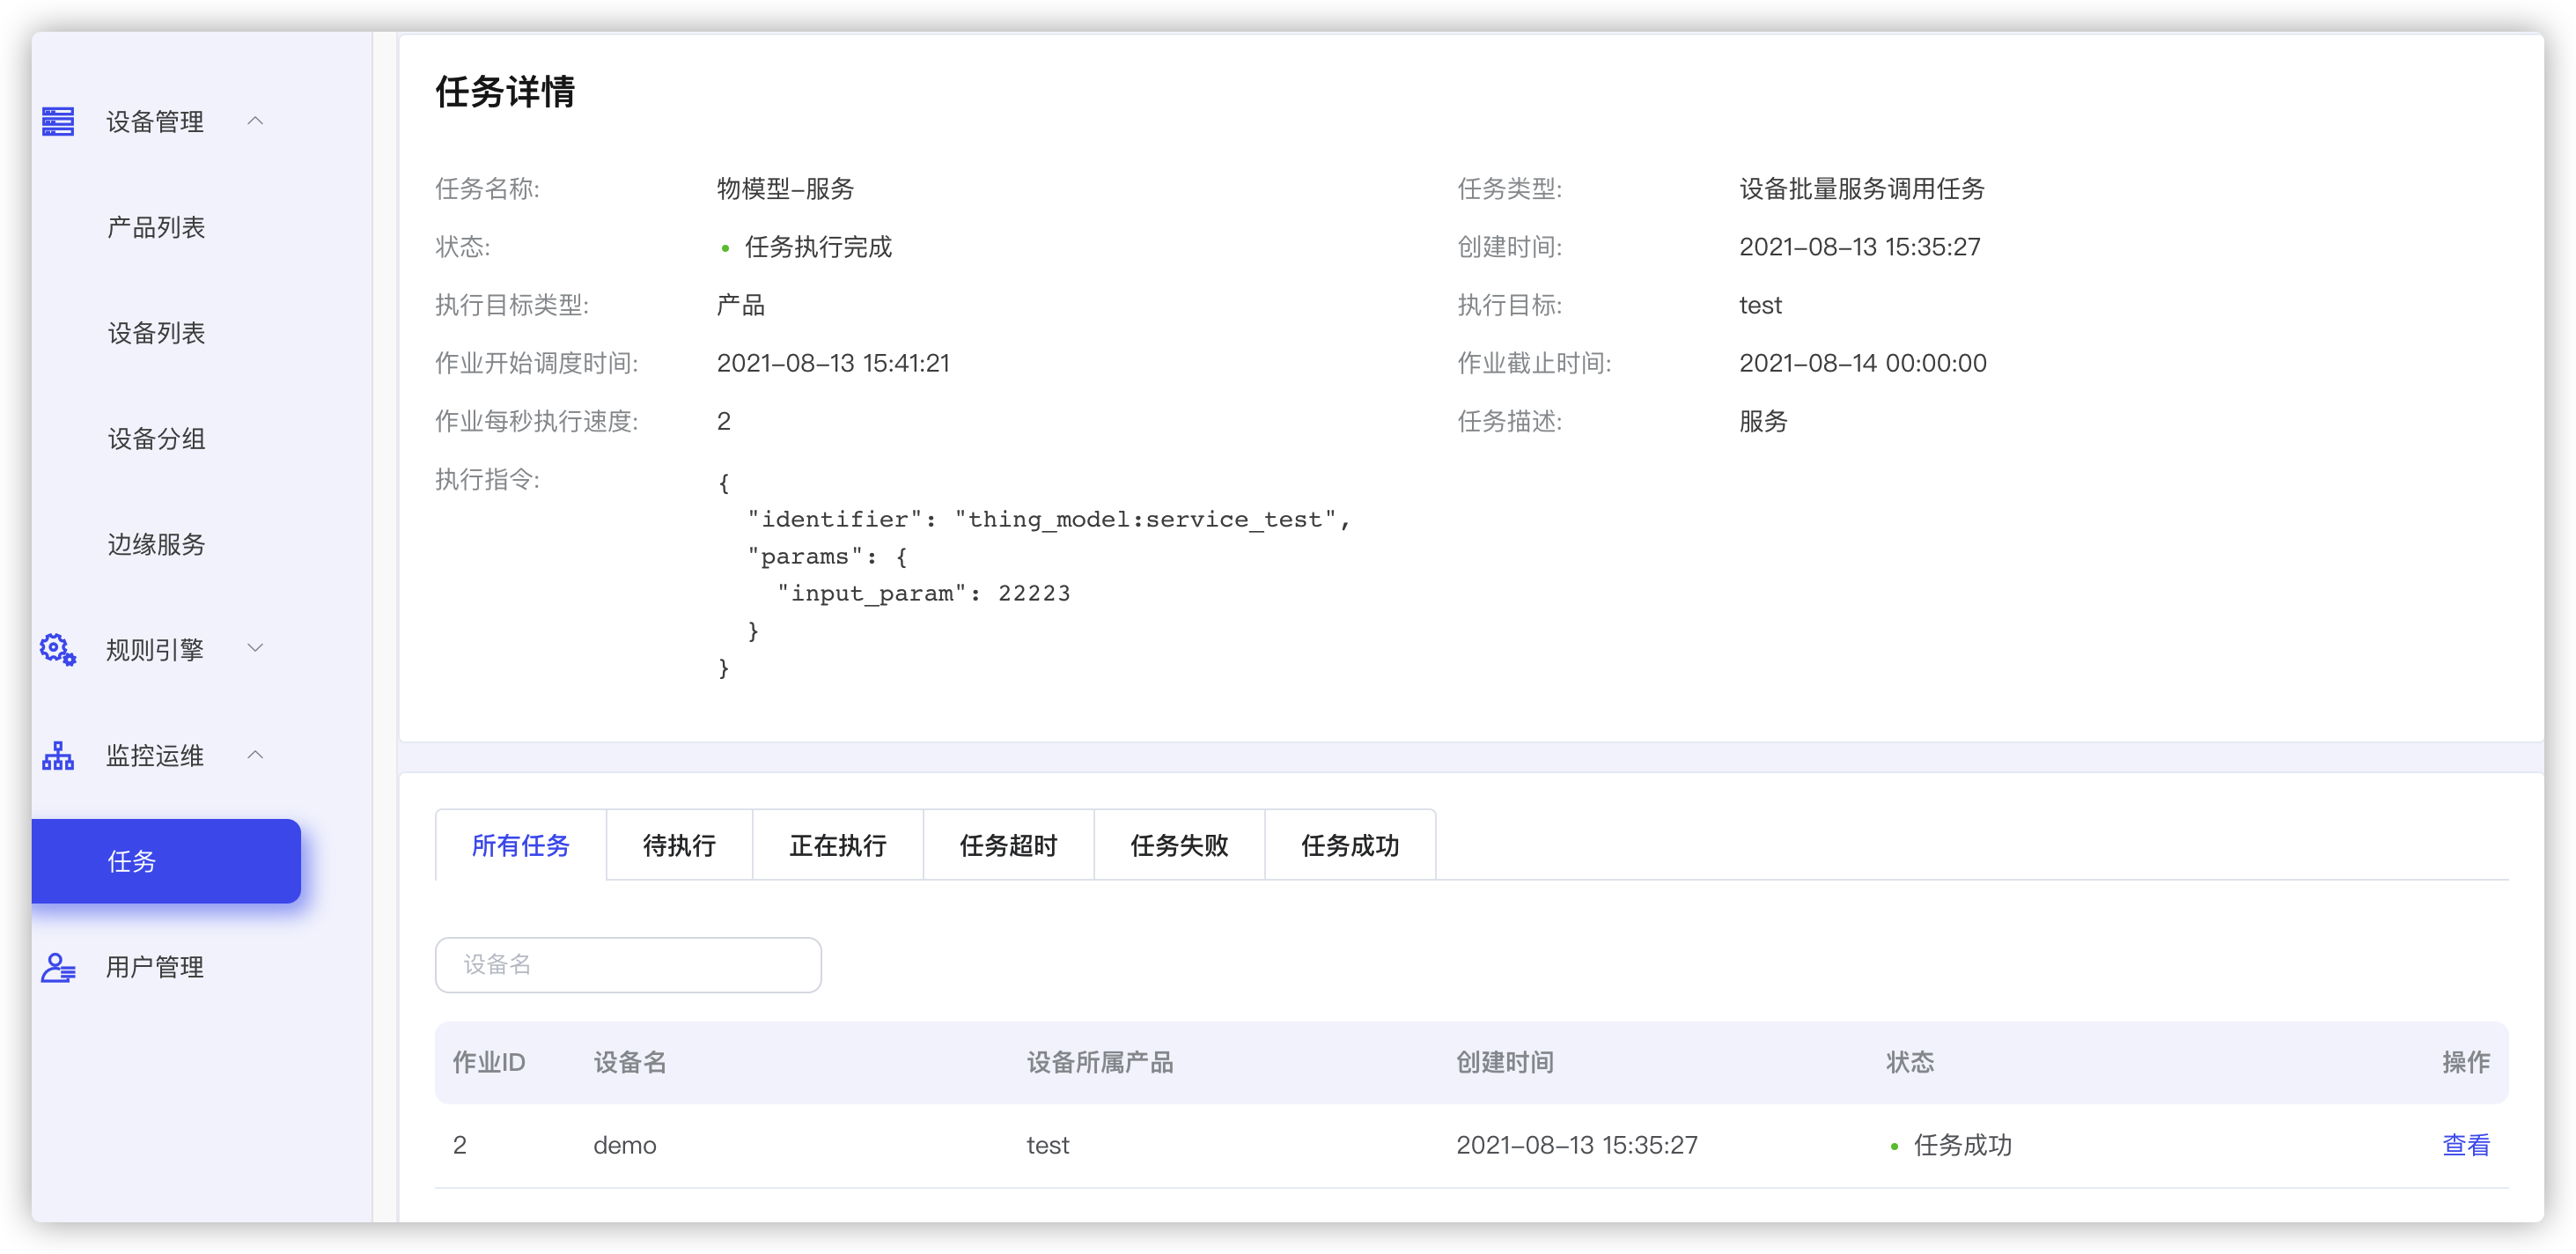 设备管理
产品列表
设备列表
设备分组
边缘服务
规则引擎
监控运维
任务
用户管理
任务详情
任务名称: 物模型-服务 任务类型: 设备批量服务调用任务
状态: 任务执行完成 创建时间: 2021-08-13 15:35:27
执行目标类型: 产品 执行目标: test
作业开始调度时间: 2021-08-13 15:41:21 作业截止时间: 2021-08-14 00:00:00
作业每秒执行速度: 2 任务描述: 服务
执行指令: {
"identifier": "thing_model:service_test",
"params": {
"input_param": 22223
}
}
所有任务 待执行 正在执行 任务超时 任务失败 任务成功
设备名
作业ID 设备名 设备所属产品 创建时间 状态 操作
2 demo test 2021-08-13 15:35:27 任务成功 查看